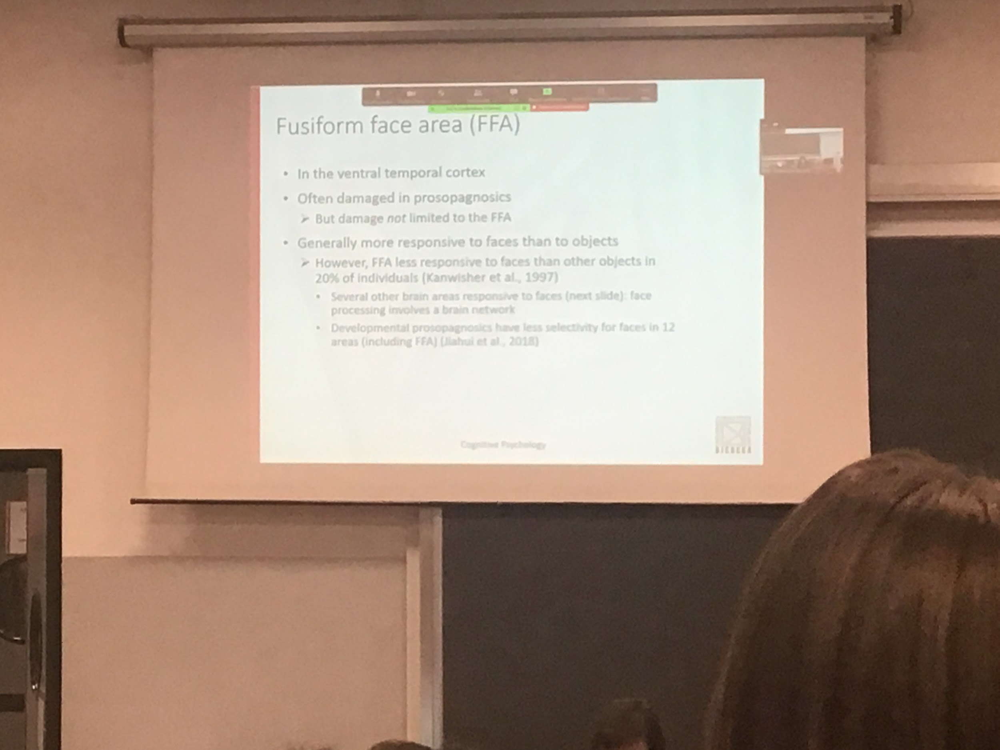 Fusiform face area (FFA)
• In the ventral temporal cortex
• Often damaged in prosopagnosics
➢ But damage not limited to the FFA
• Generally more responsive to faces than to objects
➢ However, FFA less responsive to faces than other objects in
20% of individuals (Kanwisher et al., 1997)
• Several other brain areas responsive to faces (next slide): face
processing involves a brain network
• Developmental prosopagnosics have less selectivity for faces in 12
areas (including FFA) (Jiahui et al., 2018)
Cognitive Psychology
BICOCCA